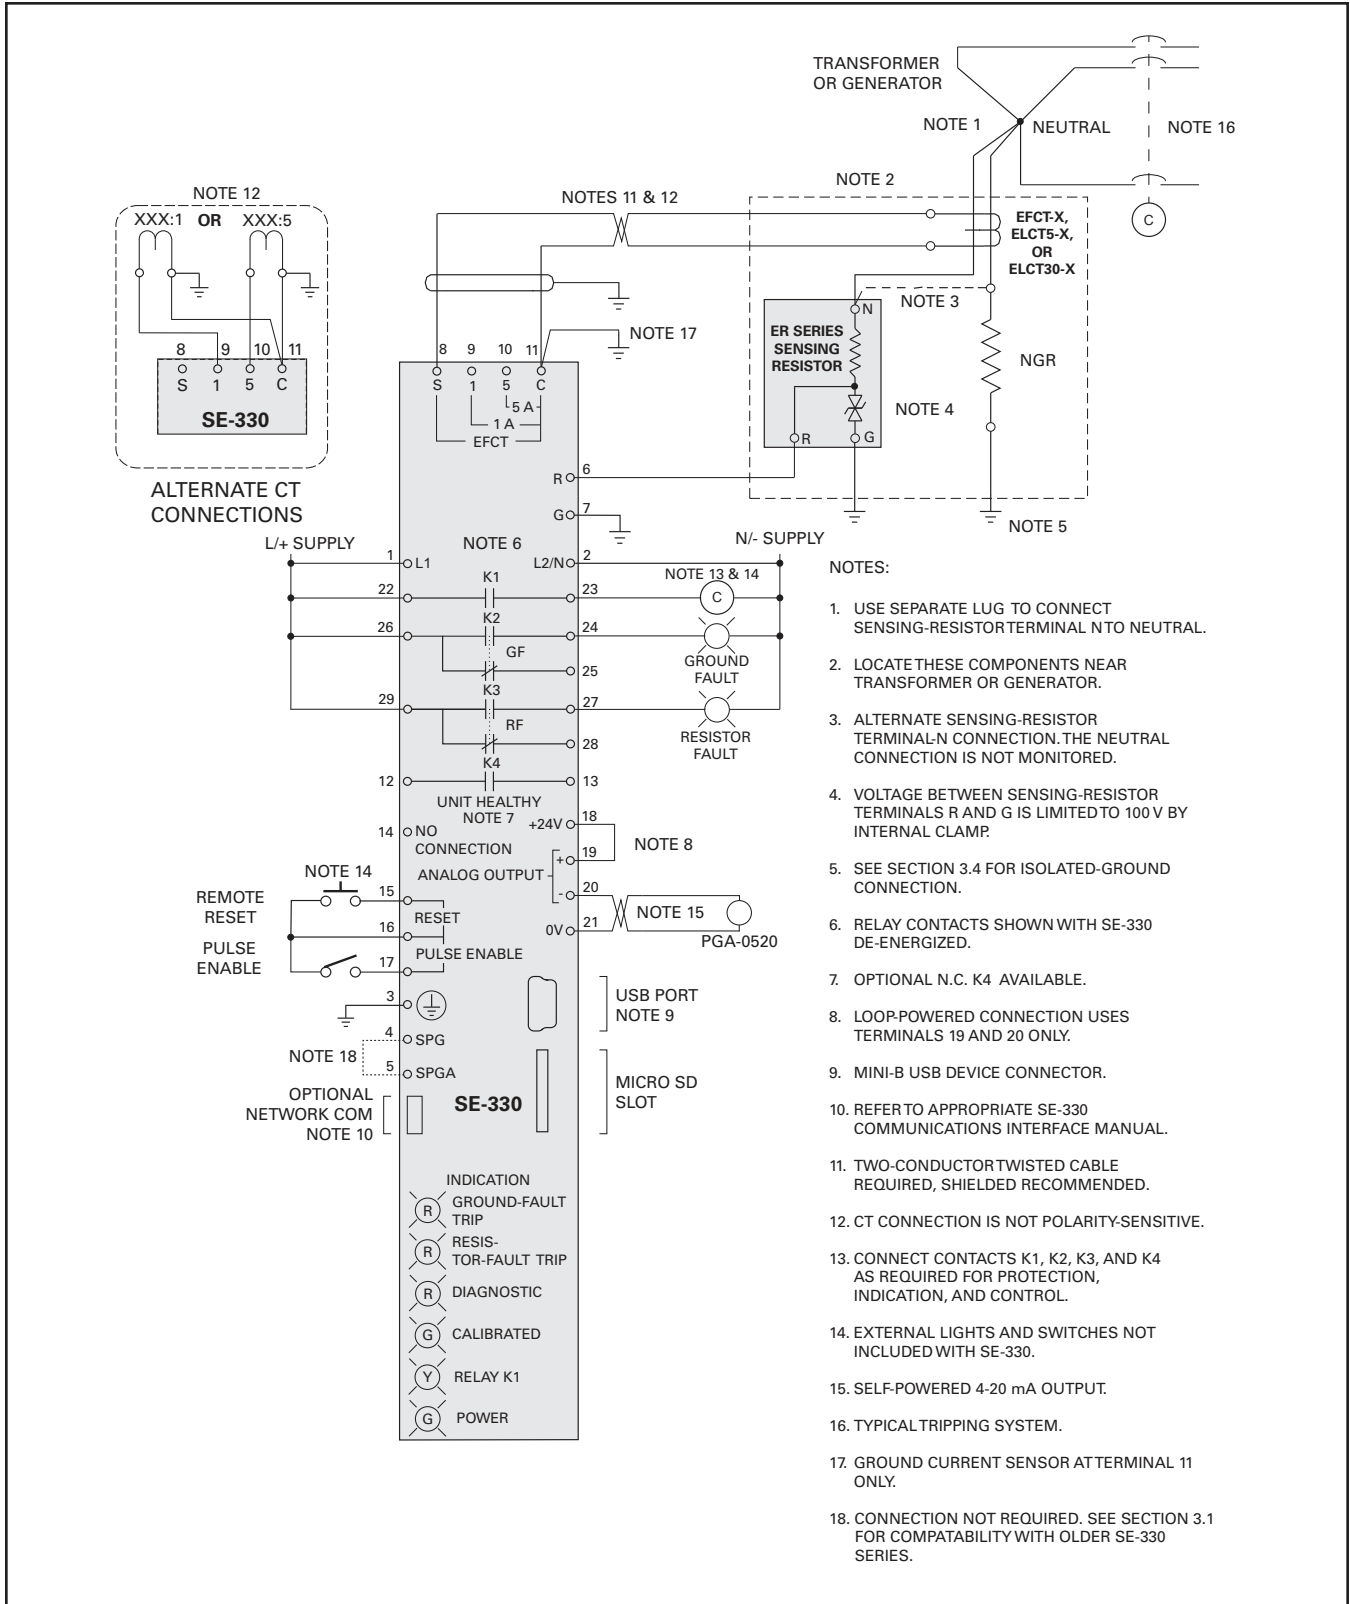 TRANSFORMER
OR GENERATOR
NOTE 1
NEUTRAL
NOTE 16
C
NOTE 12
XXX:1 OR XXX:5
8 9 10 11
S 1 5 C
SE-330
ALTERNATE CT
CONNECTIONS
NOTES 11 & 12
NOTE 2
EFCT-X,
ELCT5-X,
OR
ELCT30-X
NOTE 3
N
ER SERIES
SENSING
RESISTOR
NGR
NOTE 4
R
G
NOTE 5
NOTE 17
8 9 10 11
S 1 5 C
5 A
1 A
EFCT
R 6
G 7
L/+ SUPPLY
NOTE 6
N/- SUPPLY
1 L1
L2/N 2
NOTE 13 & 14
22 K1 23
C
26 K2 24
GF
25
GROUND
FAULT
29 K3 27
RF
28
RESISTOR
FAULT
12 K4 13
UNIT HEALTHY
NOTE 7
+24V 18
14 NO
CONNECTION
NOTE 8
+ 19
ANALOG OUTPUT
- 20
NOTE 15
0V 21
PGA-0520
NOTE 14
REMOTE
RESET
15
RESET
16
PULSE
ENABLE
PULSE ENABLE
17
3
USB PORT
NOTE 9
4 SPG
NOTE 18
5 SPGA
MICRO SD
SLOT
OPTIONAL
NETWORK COM
NOTE 10
SE-330
INDICATION
R GROUND-FAULT
TRIP
R RESIS-
TOR-FAULT TRIP
R DIAGNOSTIC
G CALIBRATED
Y RELAY K1
G POWER
NOTES:
1. USE SEPARATE LUG TO CONNECT
SENSING-RESISTOR TERMINAL N TO NEUTRAL.
2. LOCATE THESE COMPONENTS NEAR
TRANSFORMER OR GENERATOR.
3. ALTERNATE SENSING-RESISTOR
TERMINAL-N CONNECTION. THE NEUTRAL
CONNECTION IS NOT MONITORED.
4. VOLTAGE BETWEEN SENSING-RESISTOR
TERMINALS R AND G IS LIMITED TO 100 V BY
INTERNAL CLAMP.
5. SEE SECTION 3.4 FOR ISOLATED-GROUND
CONNECTION.
6. RELAY CONTACTS SHOWN WITH SE-330
DE-ENERGIZED.
7. OPTIONAL N.C. K4 AVAILABLE.
8. LOOP-POWERED CONNECTION USES
TERMINALS 19 AND 20 ONLY.
9. MINI-B USB DEVICE CONNECTOR.
10. REFER TO APPROPRIATE SE-330
COMMUNICATIONS INTERFACE MANUAL.
11. TWO-CONDUCTOR TWISTED CABLE
REQUIRED, SHIELDED RECOMMENDED.
12. CT CONNECTION IS NOT POLARITY-SENSITIVE.
13. CONNECT CONTACTS K1, K2, K3, AND K4
AS REQUIRED FOR PROTECTION,
INDICATION, AND CONTROL.
14. EXTERNAL LIGHTS AND SWITCHES NOT
INCLUDED WITH SE-330.
15. SELF-POWERED 4-20 mA OUTPUT.
16. TYPICAL TRIPPING SYSTEM.
17. GROUND CURRENT SENSOR AT TERMINAL 11
ONLY.
18. CONNECTION NOT REQUIRED. SEE SECTION 3.1
FOR COMPATABILITY WITH OLDER SE-330
SERIES.